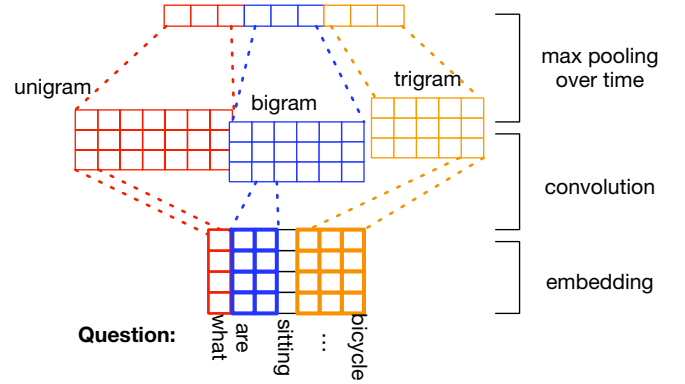 max pooling
over time
unigram
bigram
trigram
convolution
embedding
Question:
what
are
sitting
...
bicycle